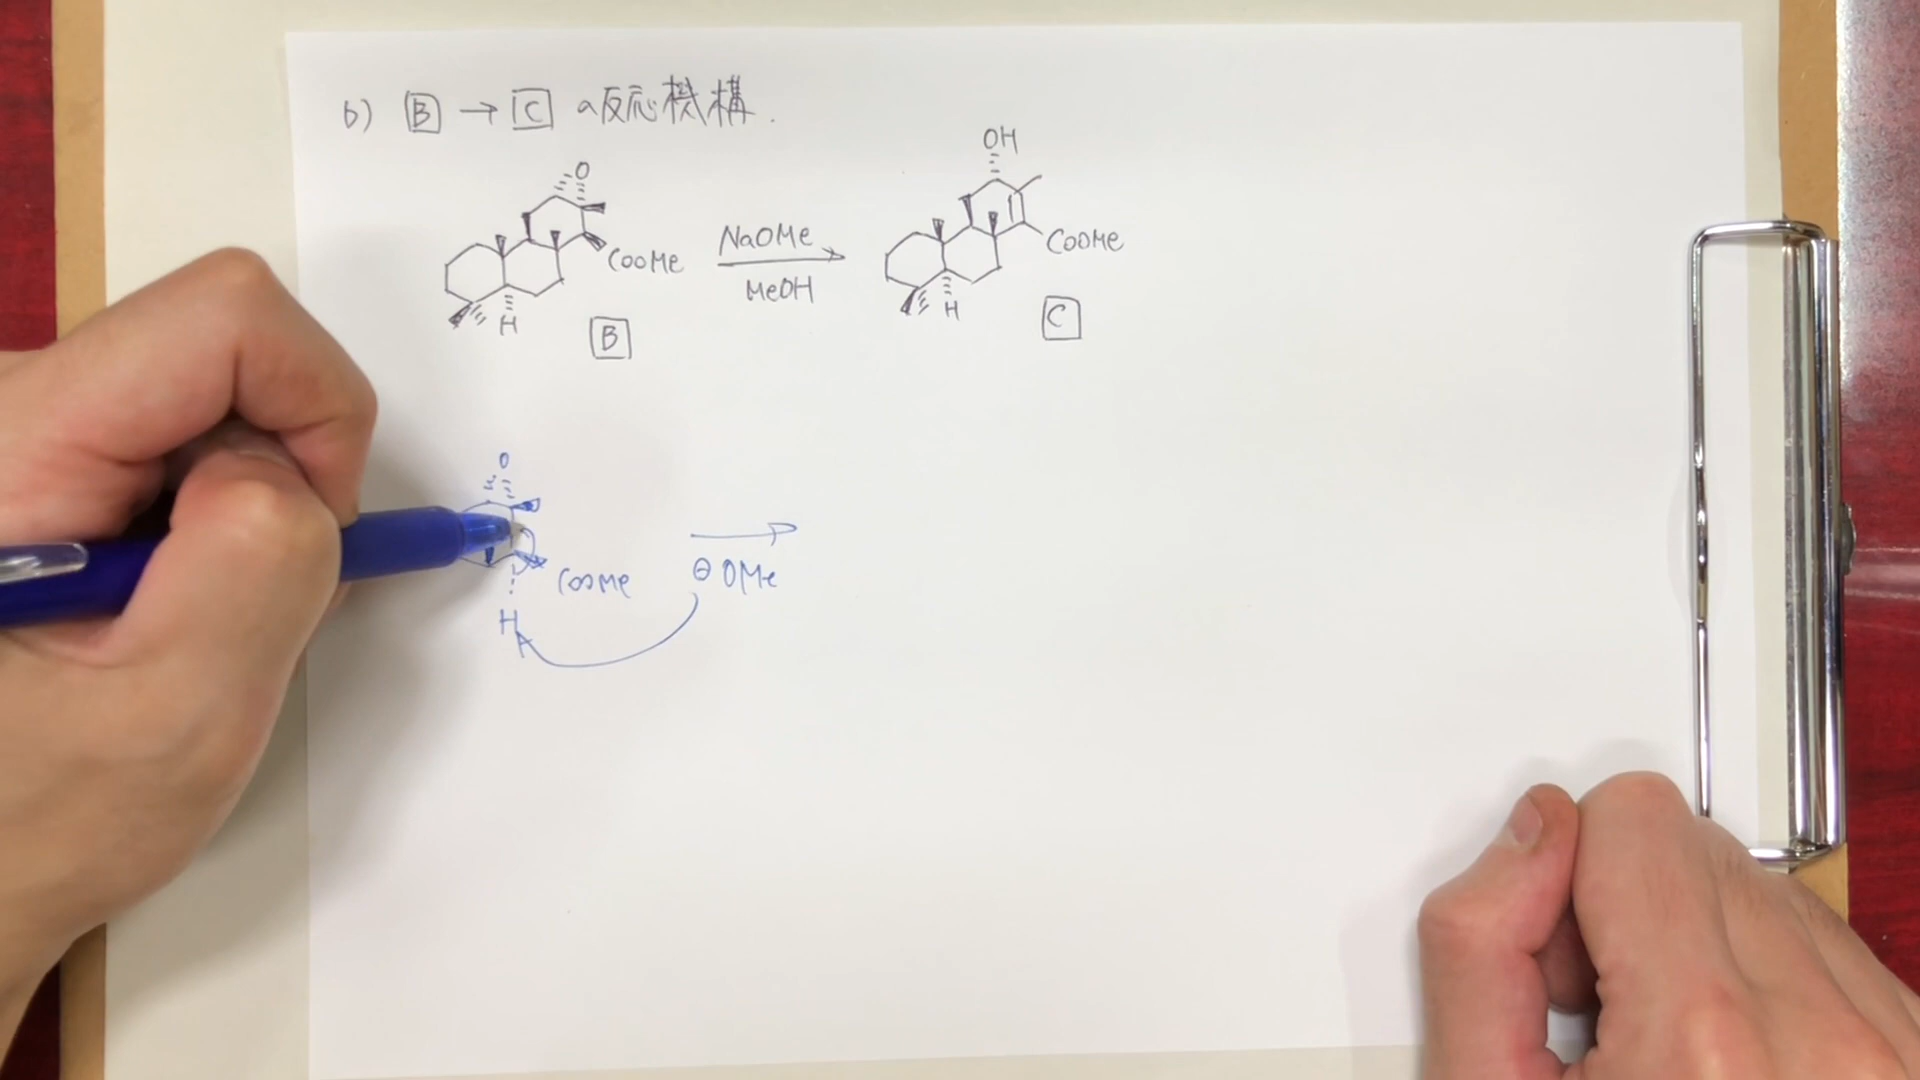 b) B → C の反応機構.
OH
O
NaOMe
COOMe
COOMe
MeOH
H
H
B
C
O
COOMe
⊖OMe
H